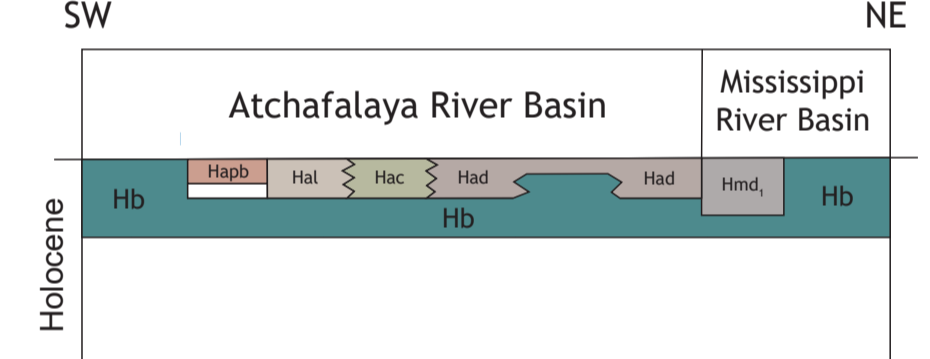 SW
NE
Atchafalaya River Basin
Mississippi
River Basin
Holocene
Hb
Hapb
Hal
Hac
Had
Had
Hmd₁
Hb
Hb